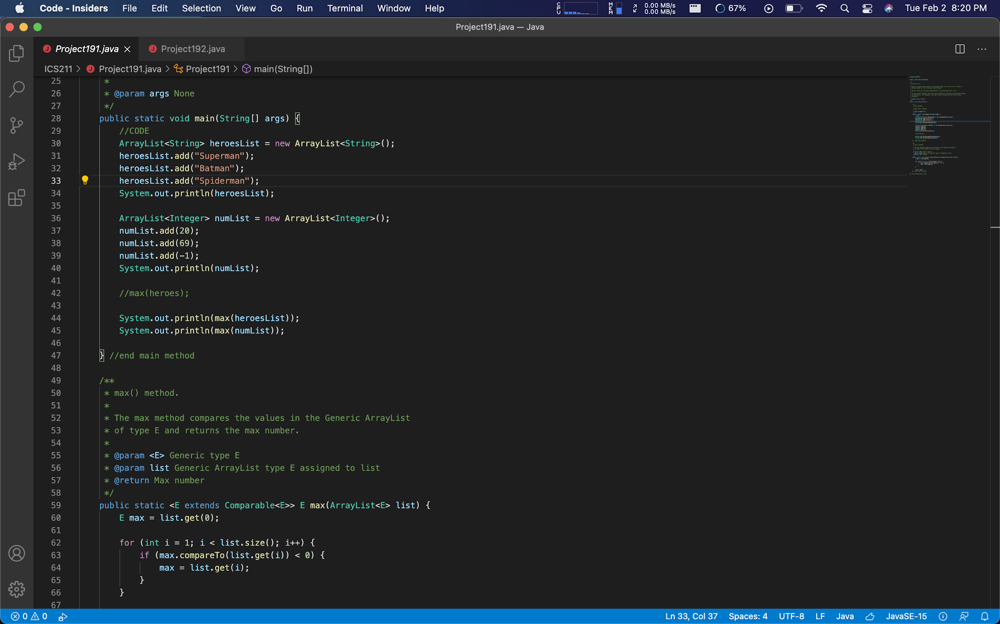 Code - Insiders File Edit Selection View Go Run Terminal Window Help CPU MEM 0.00 MB/s 0.00 MB/s 67% Tue Feb 2 8:20 PM
Project191.java — Java
Project191.java Project192.java
ICS211 > Project191.java > Project191 > main(String[])
25 *
26 * @param args None
27 */
28 public static void main(String[] args) {
29 //CODE
30 ArrayList<String> heroesList = new ArrayList<String>();
31 heroesList.add("Superman");
32 heroesList.add("Batman");
33 heroesList.add("Spiderman");
34 System.out.println(heroesList);
35
36 ArrayList<Integer> numList = new ArrayList<Integer>();
37 numList.add(20);
38 numList.add(69);
39 numList.add(-1);
40 System.out.println(numList);
41
42 //max(heroes);
43
44 System.out.println(max(heroesList));
45 System.out.println(max(numList));
46
47 } //end main method
48
49 /**
50 * max() method.
51 *
52 * The max method compares the values in the Generic ArrayList
53 * of type E and returns the max number.
54 *
55 * @param <E> Generic type E
56 * @param list Generic ArrayList type E assigned to list
57 * @return Max number
58 */
59 public static <E extends Comparable<E>> E max(ArrayList<E> list) {
60 E max = list.get(0);
61
62 for (int i = 1; i < list.size(); i++) {
63 if (max.compareTo(list.get(i)) < 0) {
64 max = list.get(i);
65 }
66 }
67
0 0 Ln 33, Col 37 Spaces: 4 UTF-8 LF Java JavaSE-15